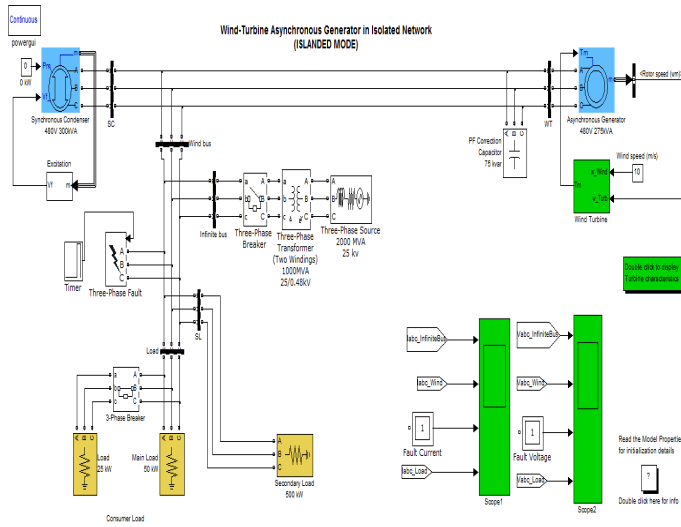 Continuous
powergui
Wind-Turbine Asynchronous Generator in Isolated Network
(ISLANDED MODE)
0
0 kW
Pm
m
A
Vf
B
C
Synchronous Condenser
480V 300kVA
SC
Excitation
Vf
m
Wind bus
WT
Tm
m
A
B
C
Asynchronous Generator
480V 275kVA
<Rotor speed (wm)>
A
B
C
PF Correction
Capacitor
75 kvar
Wind speed (m/s)
10
w_Wind
Tm
w_Turb
Wind Turbine
a
A
b
B
c
C
Infinite bus
Three-Phase
Breaker
a
A
b
B
c
C
Three-Phase
Transformer
(Two Windings)
1000MVA
25/0.48kV
A
B
C
Three-Phase Source
2000 MVA
25 kv
Timer
A
B
C
Three-Phase Fault
SL
Double click to display
Turbine characteristics
Load
a
A
b
B
c
C
3-Phase Breaker
A
B
C
Load
25 kW
Main Load
50 kW
A
B
C
Secondary Load
500 kW
Consumer Load
Iabc_InfiniteBus
Iabc_Wind
1
Fault Current
Iabc_Load
Scope1
Vabc_InfiniteBus
Vabc_Wind
1
Fault Voltage
Vabc_Load
Scope2
Read the Model Propertie
for initialization details
?
Double click here for info